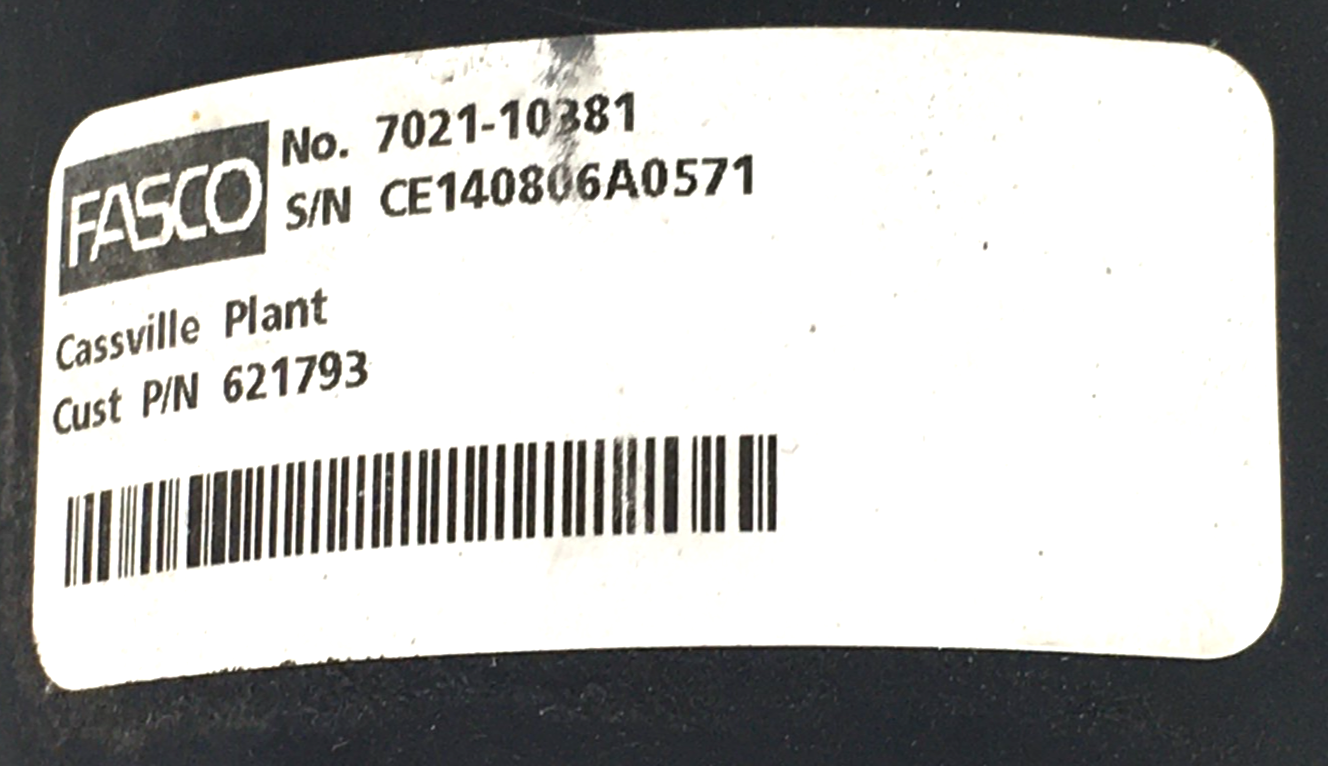 FASCO
No. 7021-10381
S/N CE140806A0571
Cassville Plant
Cust P/N 621793